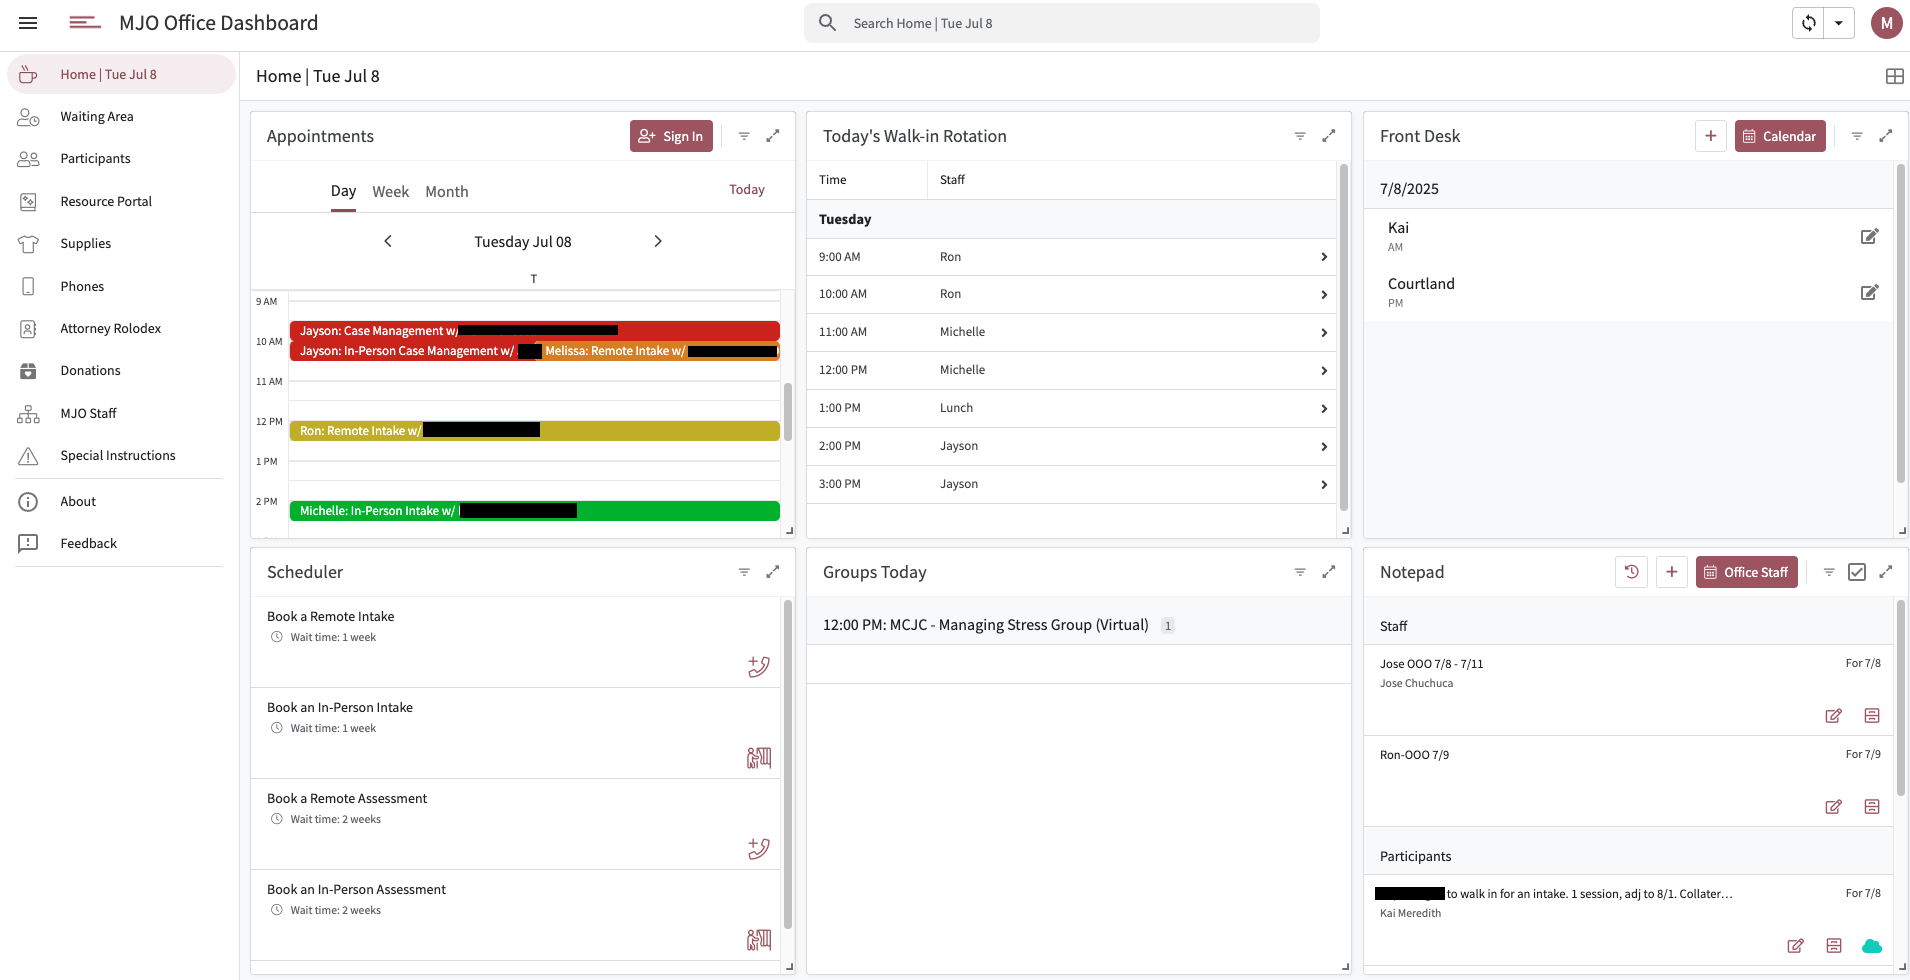 MJO Office Dashboard
Search Home | Tue Jul 8
M
Home | Tue Jul 8
Waiting Area
Participants
Resource Portal
Supplies
Phones
Attorney Rolodex
Donations
MJO Staff
Special Instructions
About
Feedback
Home | Tue Jul 8
Appointments
Sign In
Day Week Month
Today
Tuesday Jul 08
T
9 AM
Jayson: Case Management w/
10 AM
Jayson: In-Person Case Management w/
Melissa: Remote Intake w/
11 AM
12 PM
Ron: Remote Intake w/
1 PM
2 PM
Michelle: In-Person Intake w/
Today's Walk-in Rotation
Time Staff
Tuesday
9:00 AM Ron
10:00 AM Ron
11:00 AM Michelle
12:00 PM Michelle
1:00 PM Lunch
2:00 PM Jayson
3:00 PM Jayson
Front Desk
Calendar
7/8/2025
Kai
AM
Courtland
PM
Scheduler
Book a Remote Intake
Wait time: 1 week
Book an In-Person Intake
Wait time: 1 week
Book a Remote Assessment
Wait time: 2 weeks
Book an In-Person Assessment
Wait time: 2 weeks
Groups Today
12:00 PM: MCJC - Managing Stress Group (Virtual) 1
Notepad
Office Staff
Staff
Jose OOO 7/8 - 7/11 For 7/8
Jose Chuchuca
Ron-OOO 7/9 For 7/9
Participants
to walk in for an intake. 1 session, adj to 8/1. Collater… For 7/8
Kai Meredith